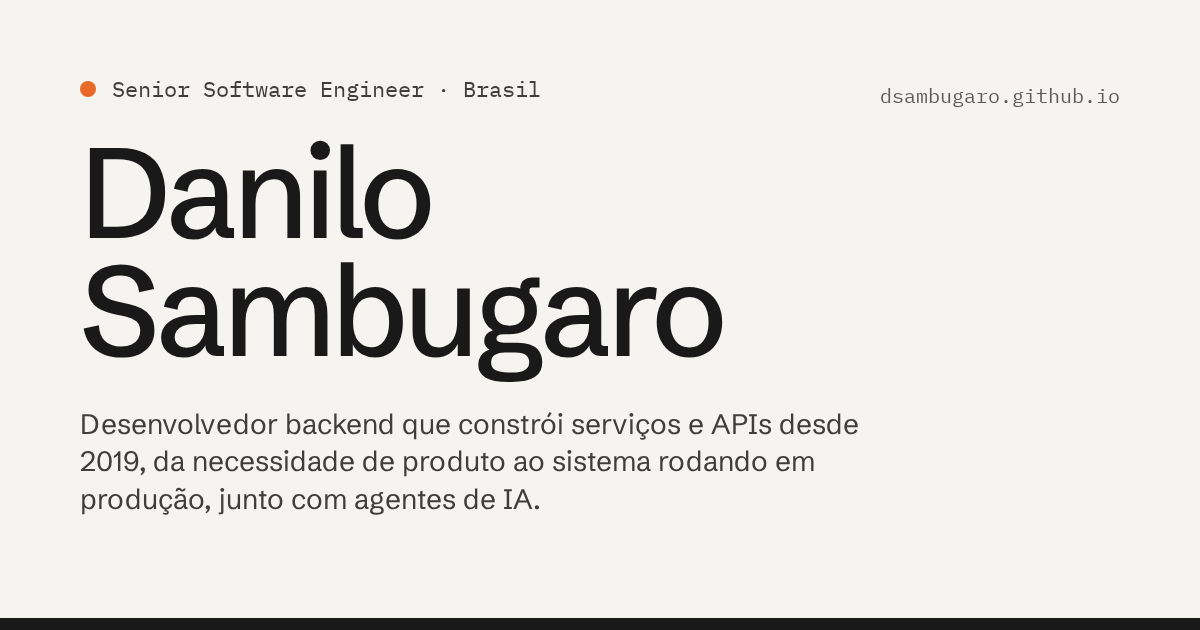 Senior Software Engineer · Brasil
dsambugaro.github.io
Danilo
Sambugaro
Desenvolvedor backend que constrói serviços e APIs desde
2019, da necessidade de produto ao sistema rodando em
produção, junto com agentes de IA.